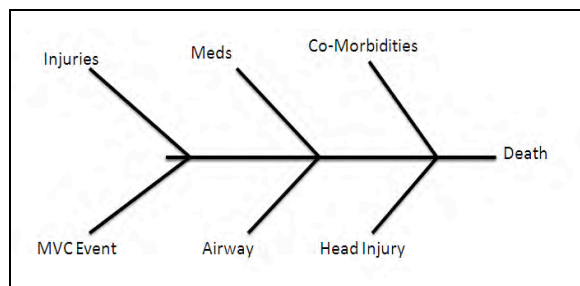 Injuries
Meds
Co-Morbidities
Death
MVC Event
Airway
Head Injury